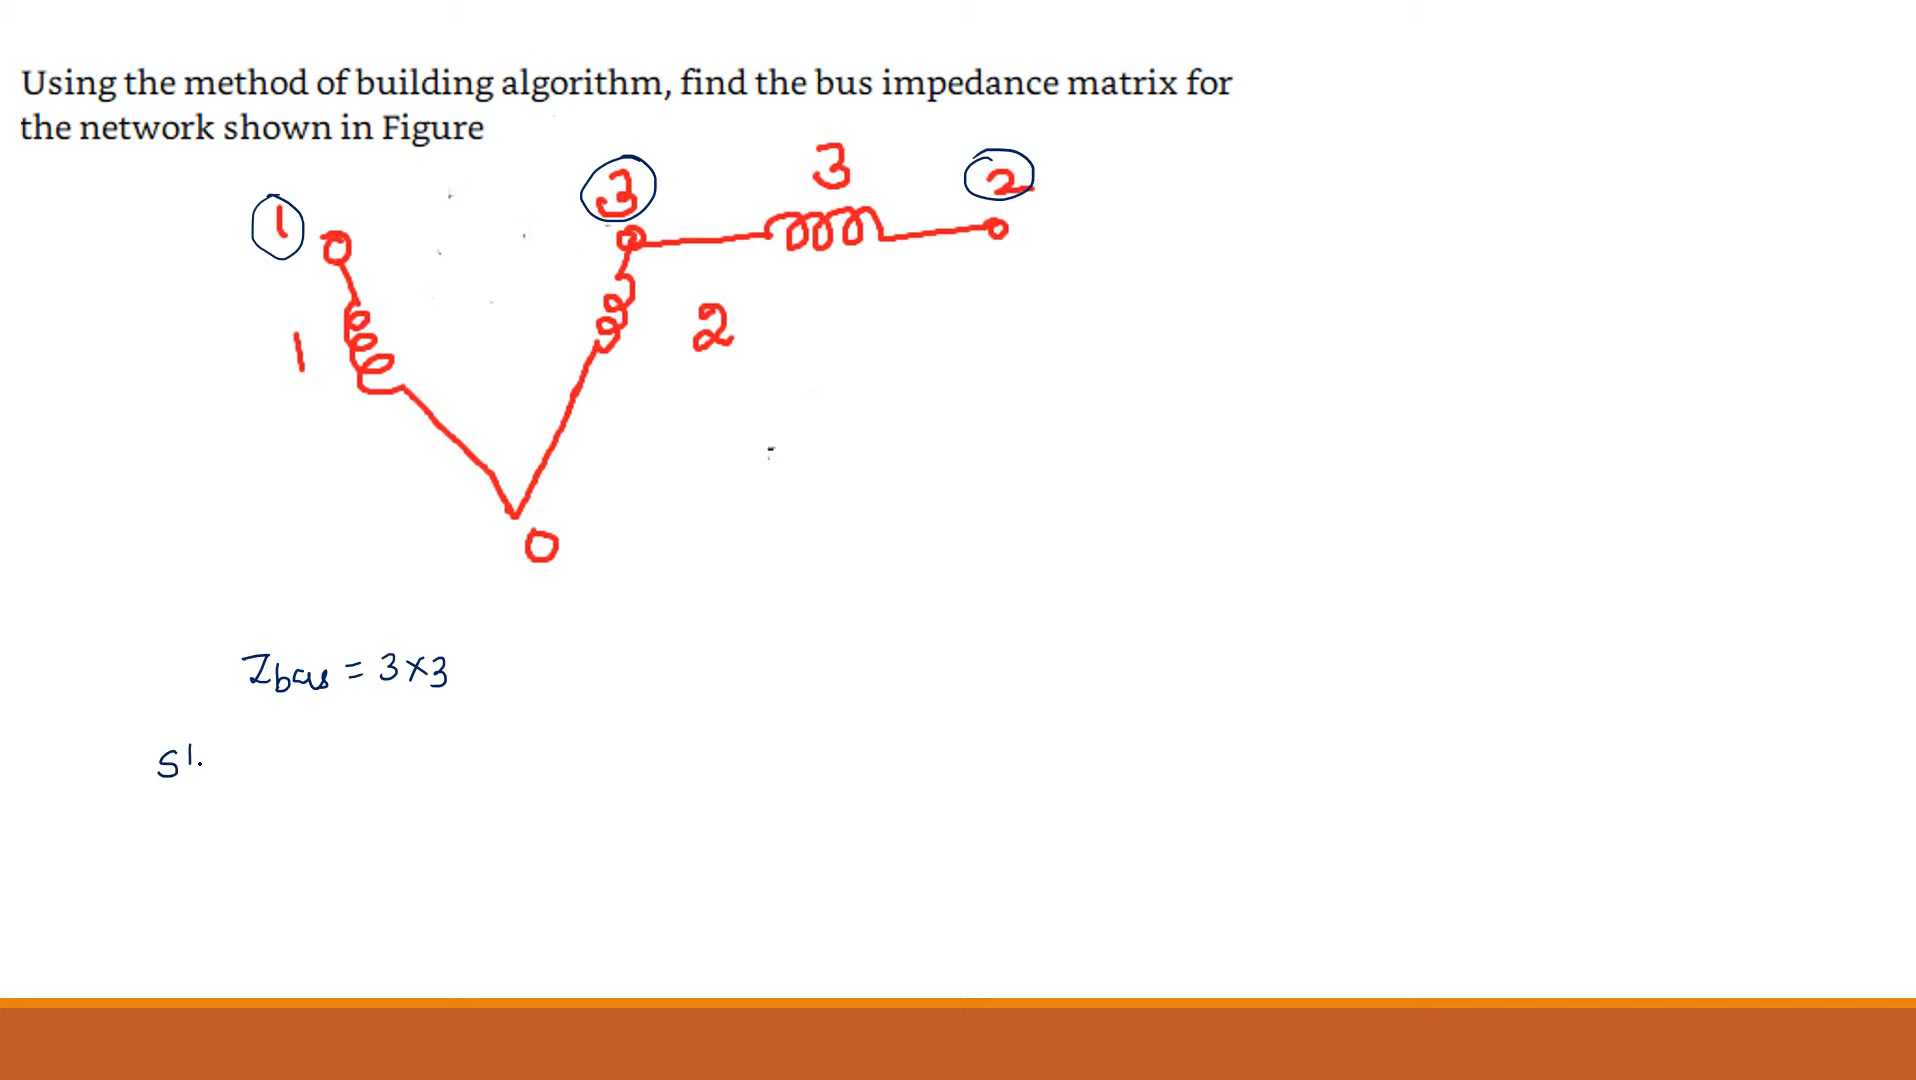 Using the method of building algorithm, find the bus impedance matrix for
the network shown in Figure
1
3
3
2
1
2
0
Zbus = 3×3